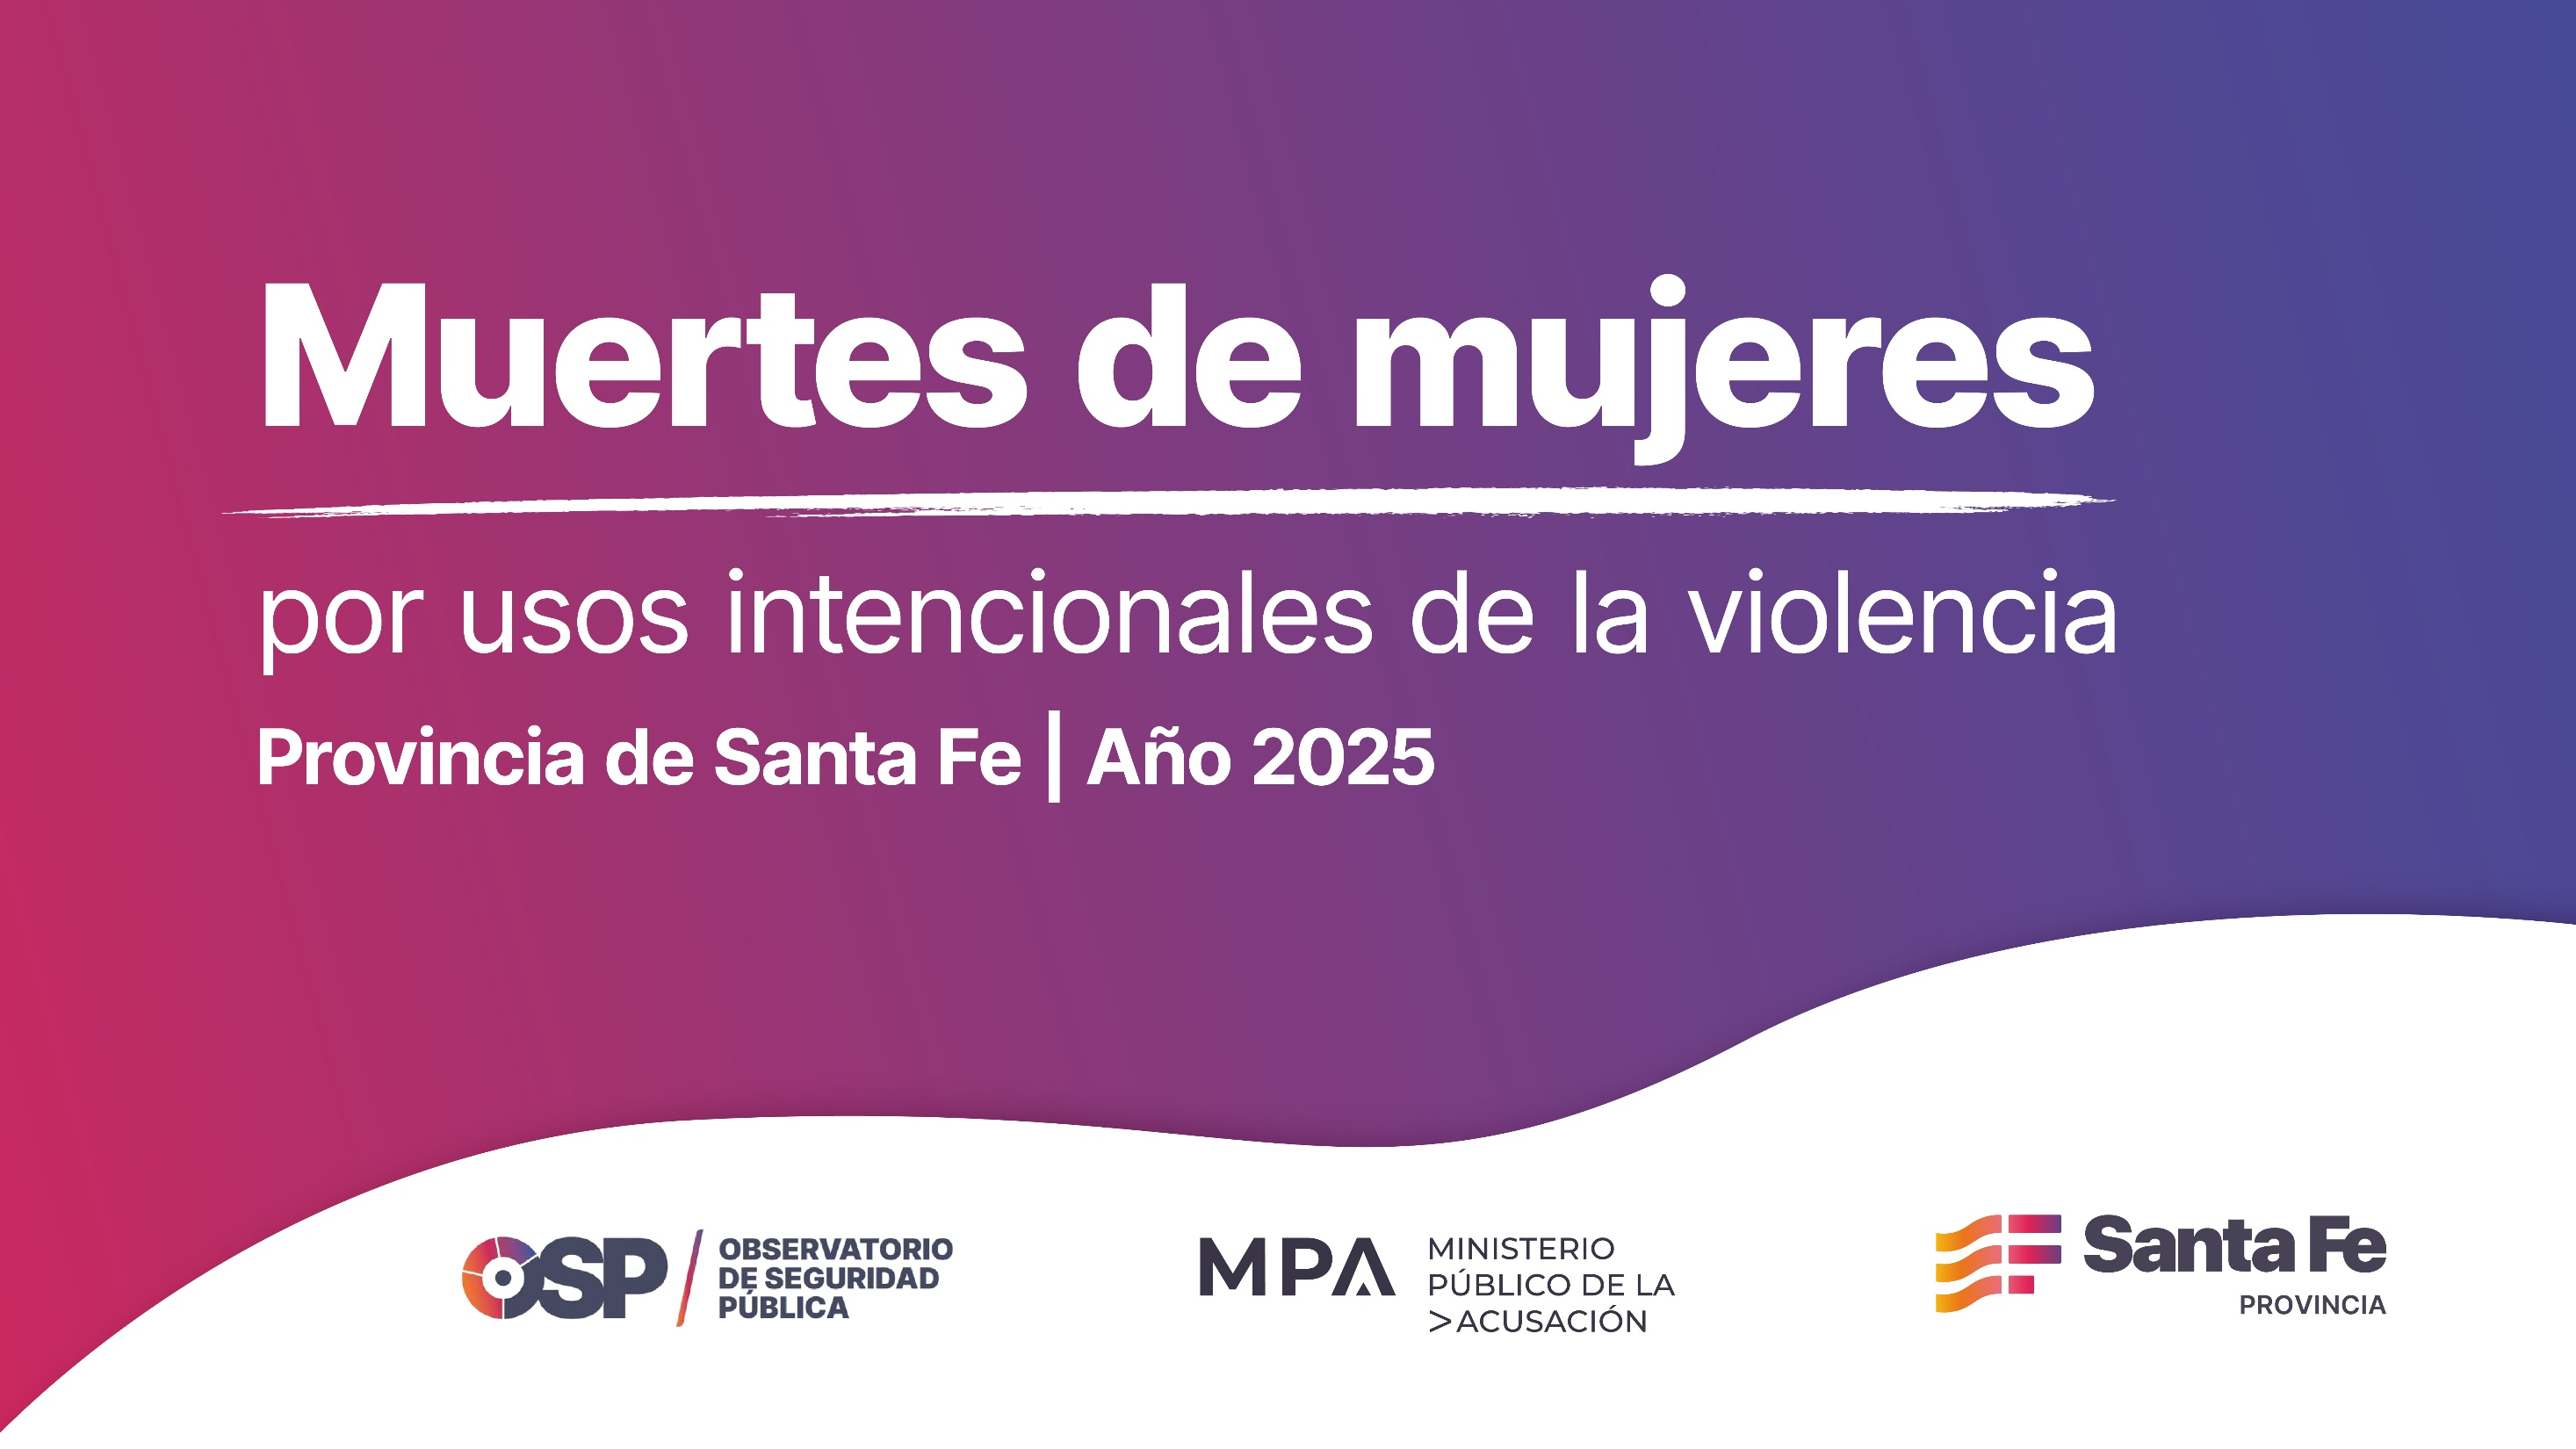 Muertes de mujeres
por usos intencionales de la violencia
Provincia de Santa Fe | Año 2025
OSP / OBSERVATORIO
DE SEGURIDAD
PÚBLICA
MPA MINISTERIO
PÚBLICO DE LA
>ACUSACIÓN
Santa Fe
PROVINCIA